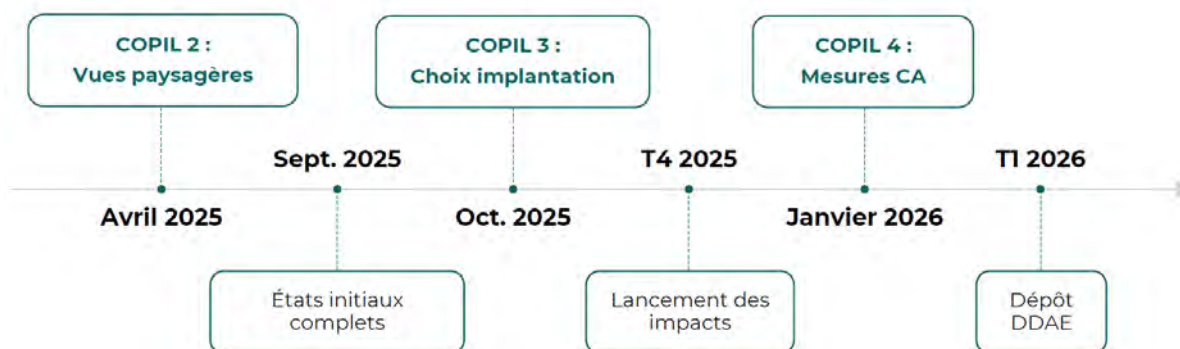 COPIL 2 :
Vues paysagères
COPIL 3 :
Choix implantation
COPIL 4 :
Mesures CA
Sept. 2025
T4 2025
T1 2026
Avril 2025
Oct. 2025
Janvier 2026
États initiaux
complets
Lancement des
impacts
Dépôt
DDAE